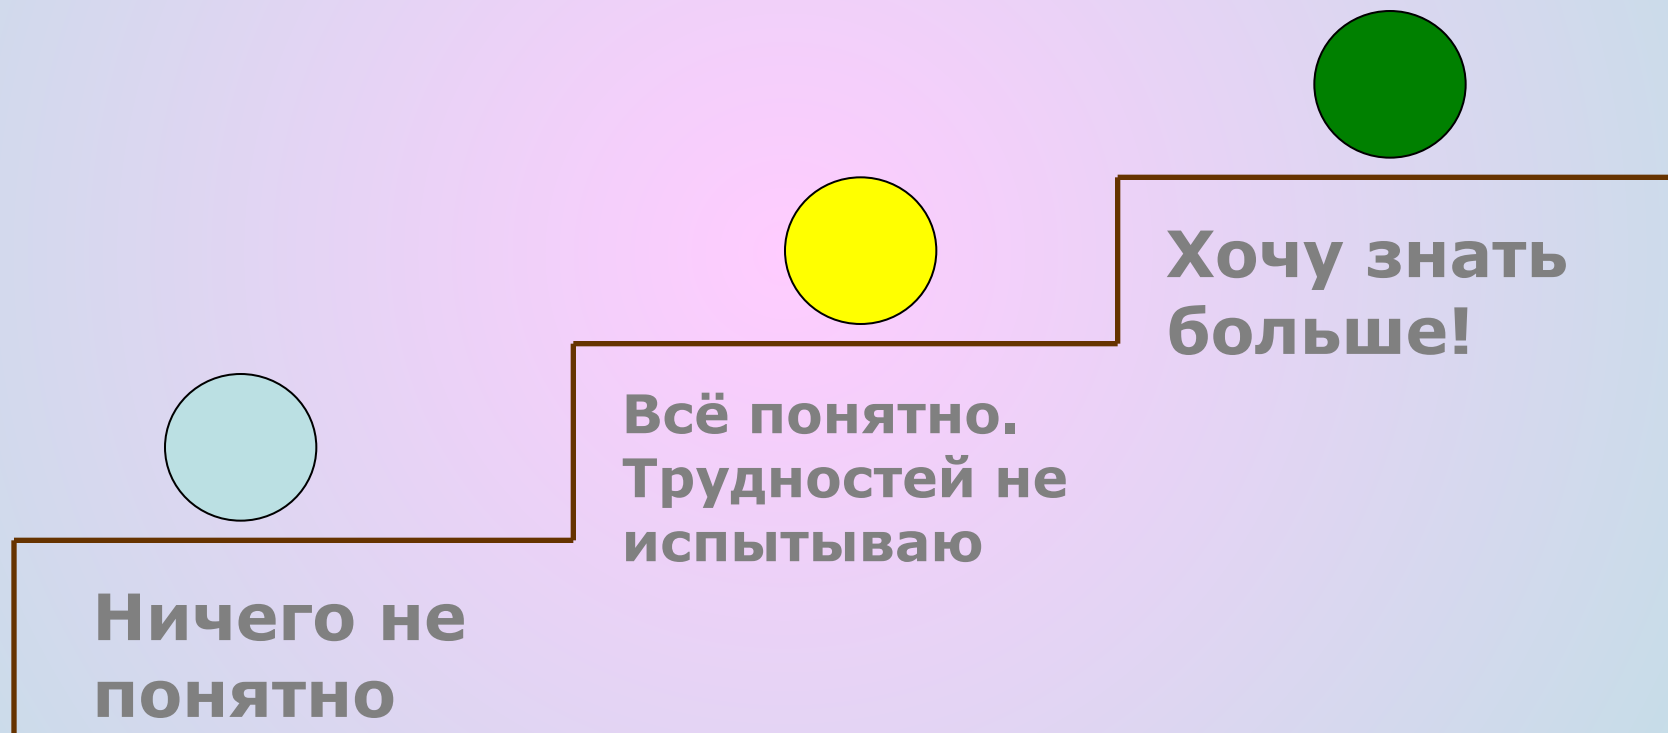 Хочу знать
больше!
Всё понятно.
Трудностей не
испытываю
Ничего не
понятно